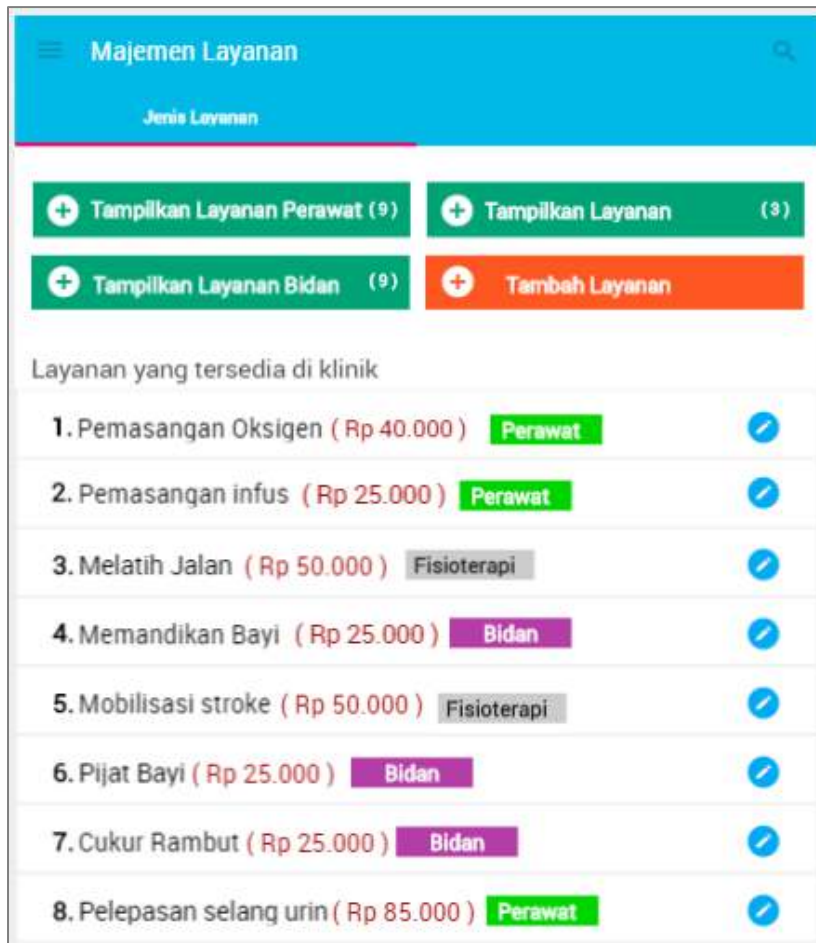 Majemen Layanan
Jenis Layanan
Tampilkan Layanan Perawat (9)
Tampilkan Layanan (3)
Tampilkan Layanan Bidan (9)
Tambah Layanan
Layanan yang tersedia di klinik
1. Pemasangan Oksigen ( Rp 40.000 ) Perawat
2. Pemasangan infus ( Rp 25.000 ) Perawat
3. Melatih Jalan ( Rp 50.000 ) Fisioterapi
4. Memandikan Bayi ( Rp 25.000 ) Bidan
5. Mobilisasi stroke ( Rp 50.000 ) Fisioterapi
6. Pijat Bayi ( Rp 25.000 ) Bidan
7. Cukur Rambut ( Rp 25.000 ) Bidan
8. Pelepasan selang urin ( Rp 85.000 ) Perawat